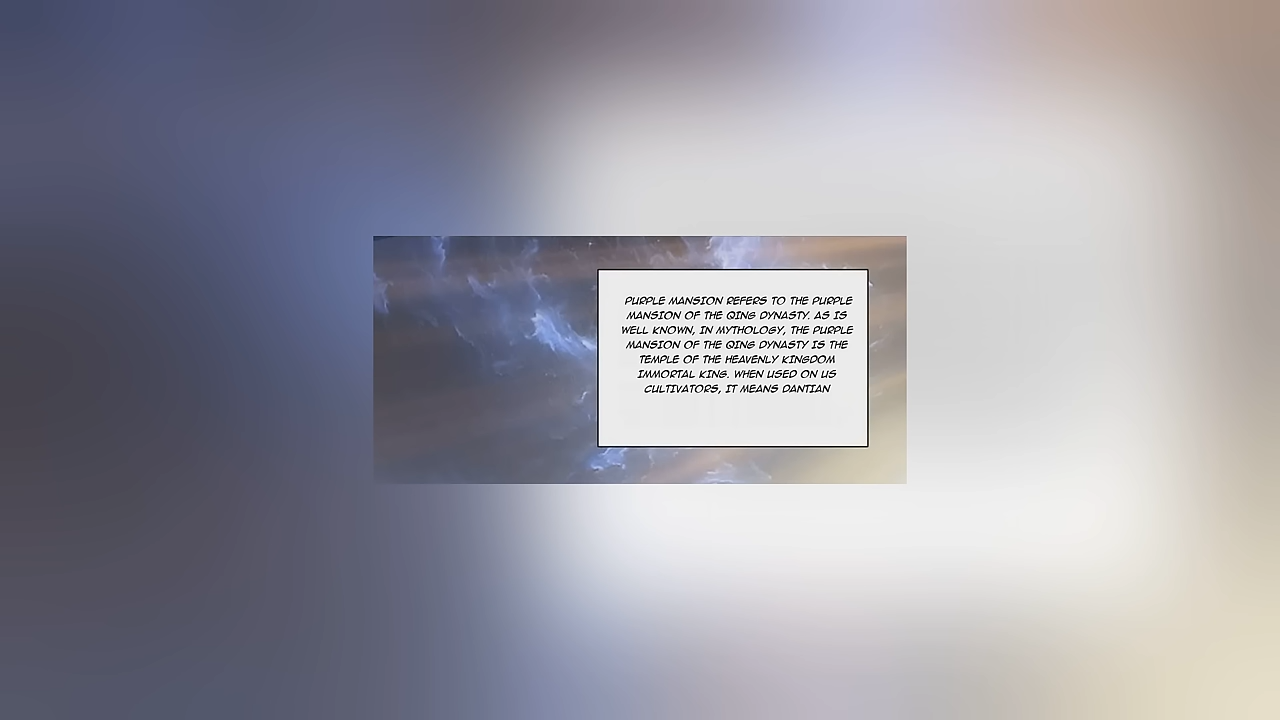 PURPLE MANSION REFERS TO THE PURPLE
MANSION OF THE QING DYNASTY. AS IS
WELL KNOWN, IN MYTHOLOGY, THE PURPLE
MANSION OF THE QING DYNASTY IS THE
TEMPLE OF THE HEAVENLY KINGDOM
IMMORTAL KING. WHEN USED ON US
CULTIVATORS, IT MEANS DANTIAN